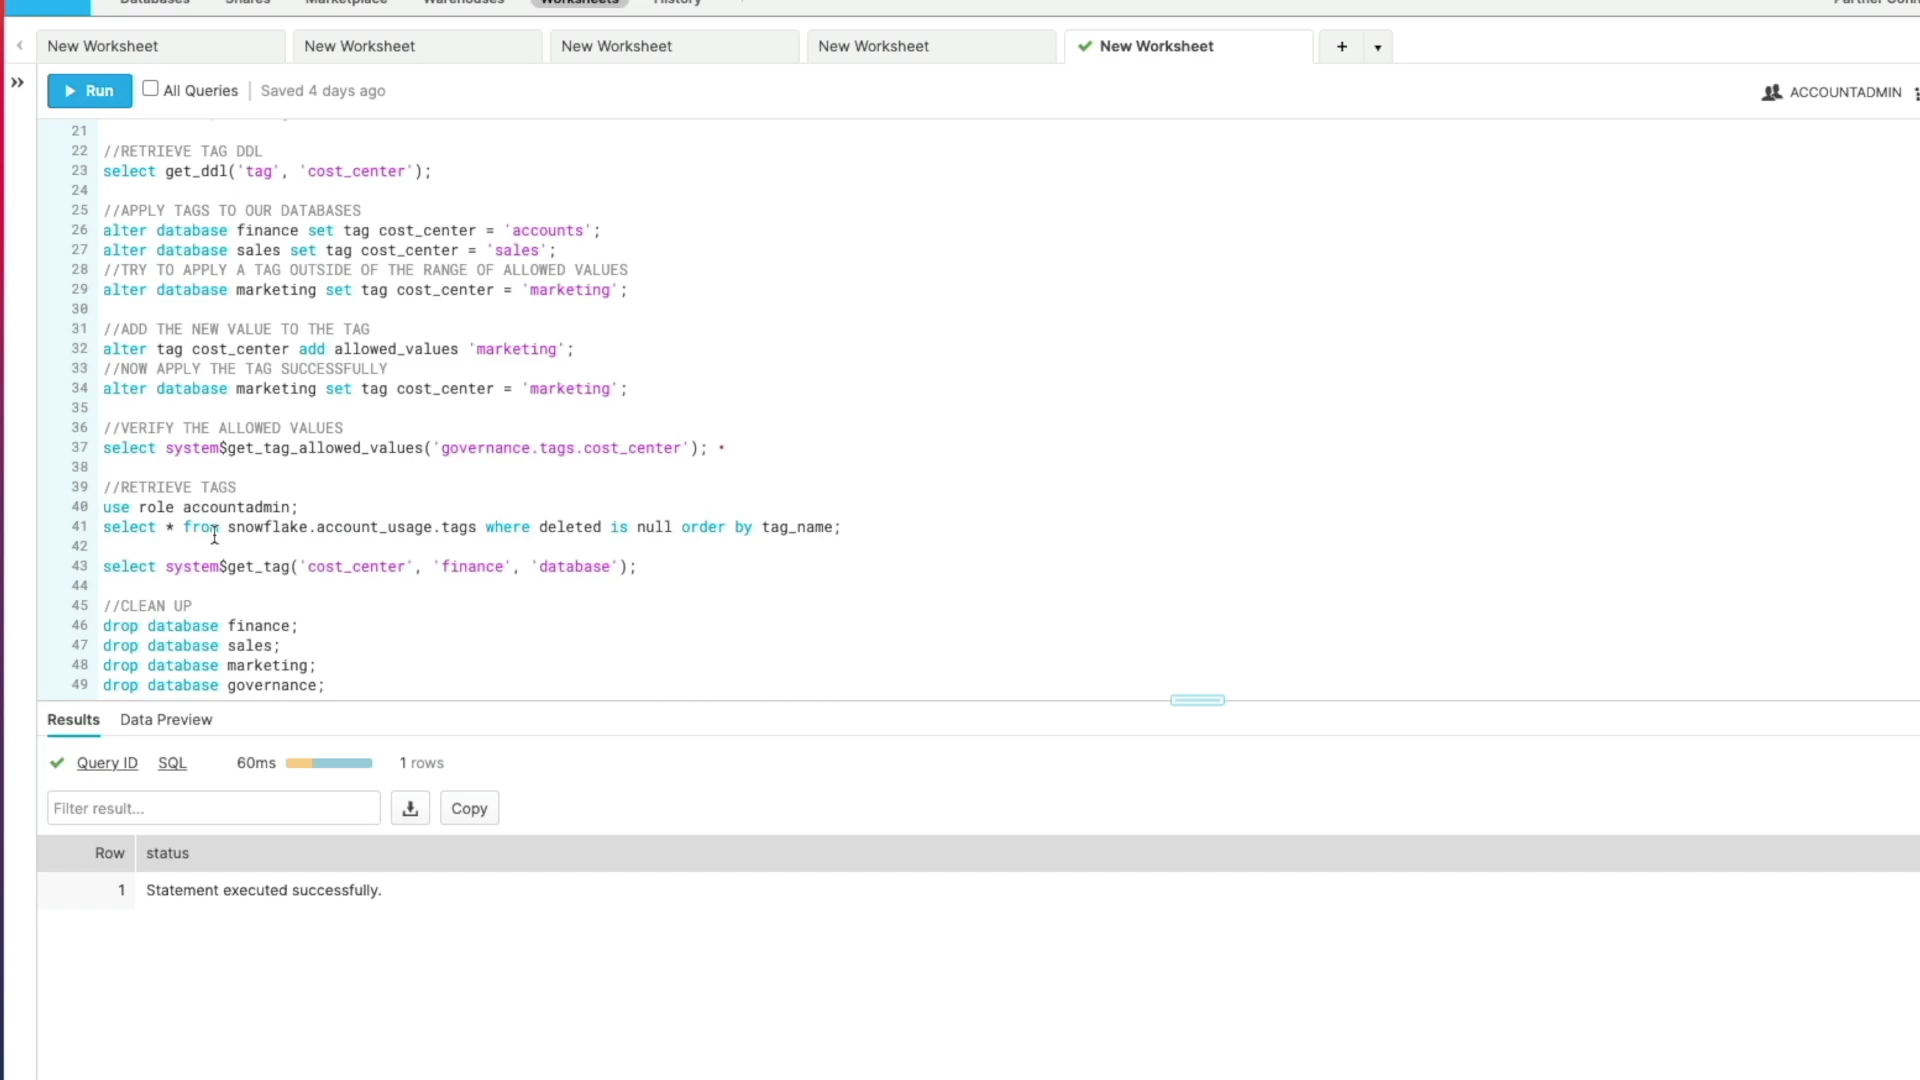 Databases Shares Marketplace Warehouses Worksheets History
New Worksheet New Worksheet New Worksheet New Worksheet New Worksheet +
Run All Queries Saved 4 days ago ACCOUNTADMIN
21
22 //RETRIEVE TAG DDL
23 select get_ddl('tag', 'cost_center');
24
25 //APPLY TAGS TO OUR DATABASES
26 alter database finance set tag cost_center = 'accounts';
27 alter database sales set tag cost_center = 'sales';
28 //TRY TO APPLY A TAG OUTSIDE OF THE RANGE OF ALLOWED VALUES
29 alter database marketing set tag cost_center = 'marketing';
30
31 //ADD THE NEW VALUE TO THE TAG
32 alter tag cost_center add allowed_values 'marketing';
33 //NOW APPLY THE TAG SUCCESSFULLY
34 alter database marketing set tag cost_center = 'marketing';
35
36 //VERIFY THE ALLOWED VALUES
37 select system$get_tag_allowed_values('governance.tags.cost_center');
38
39 //RETRIEVE TAGS
40 use role accountadmin;
41 select * from snowflake.account_usage.tags where deleted is null order by tag_name;
42
43 select system$get_tag('cost_center', 'finance', 'database');
44
45 //CLEAN UP
46 drop database finance;
47 drop database sales;
48 drop database marketing;
49 drop database governance;
Results Data Preview
Query ID SQL 60ms 1 rows
Filter result... Copy
Row status
1 Statement executed successfully.